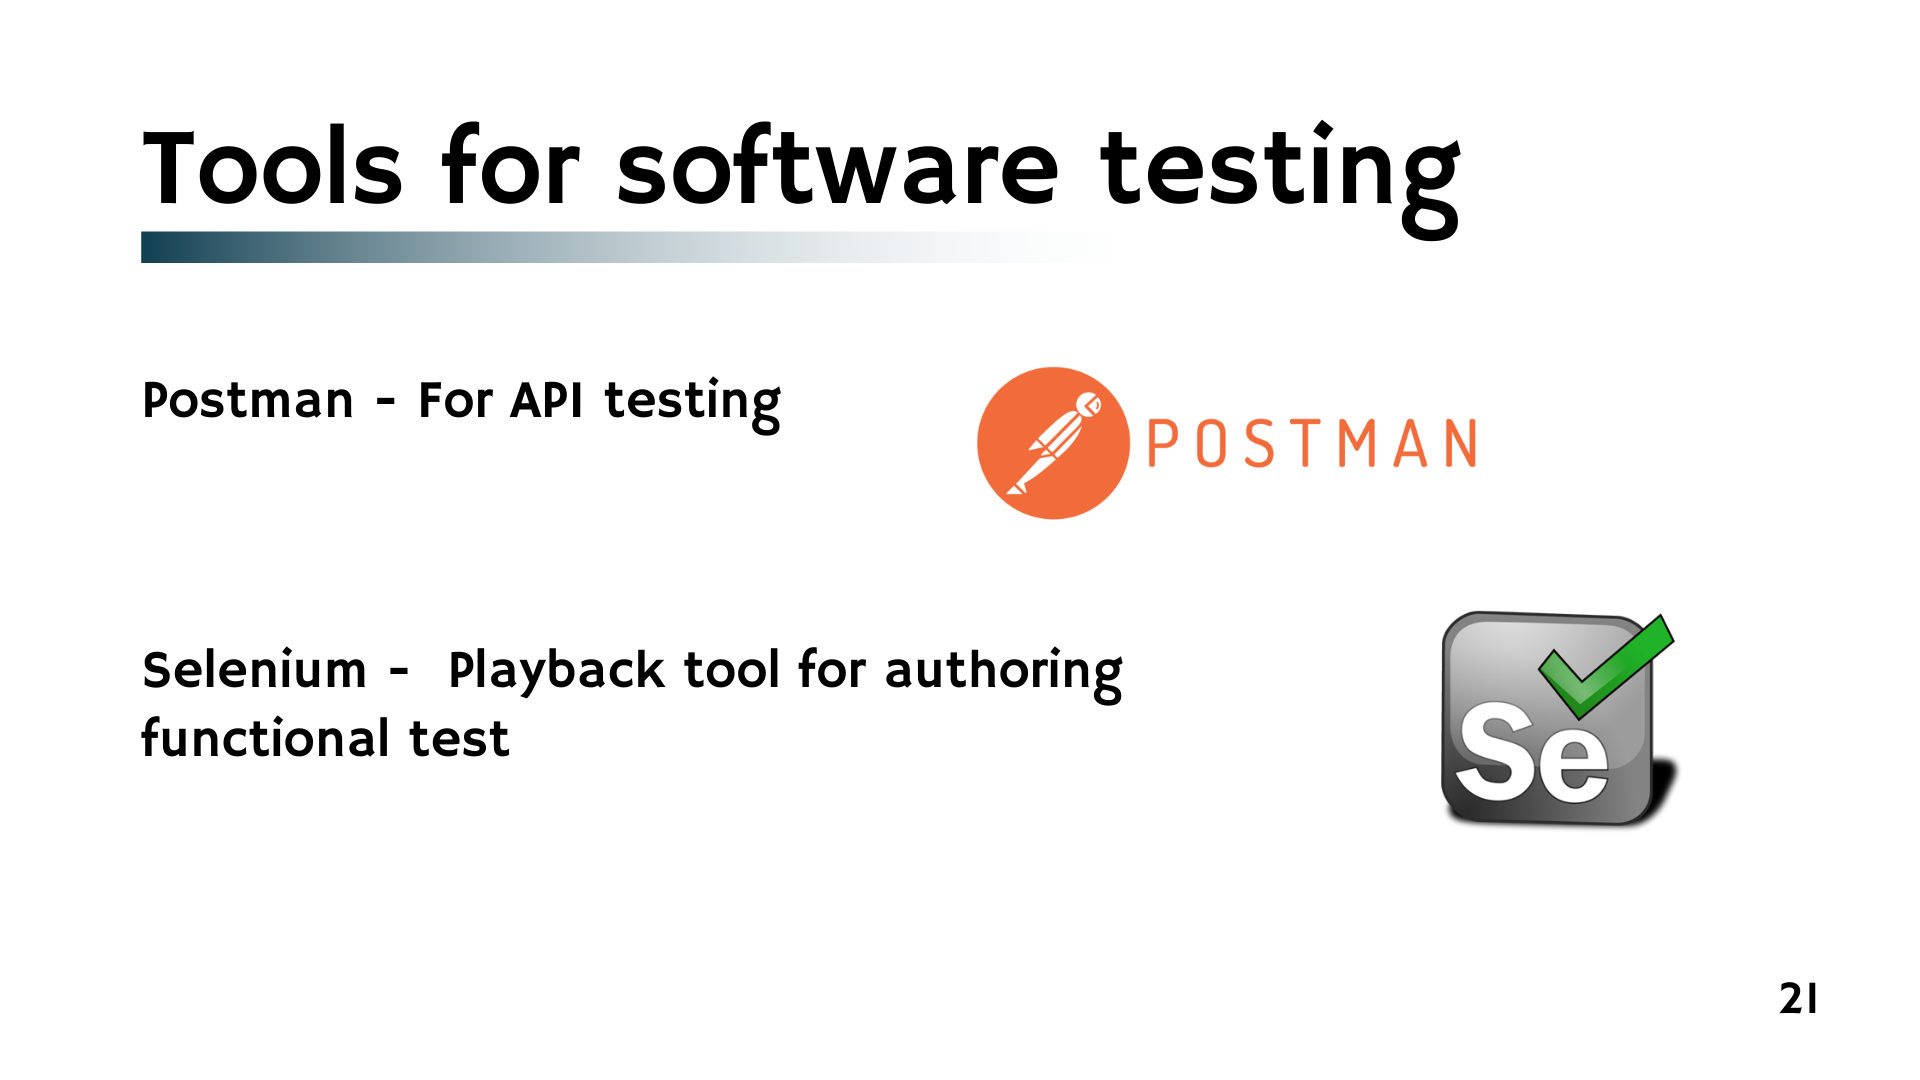 Tools for software testing
Postman - For API testing
POSTMAN
Selenium -  Playback tool for authoring
functional test
Se
21